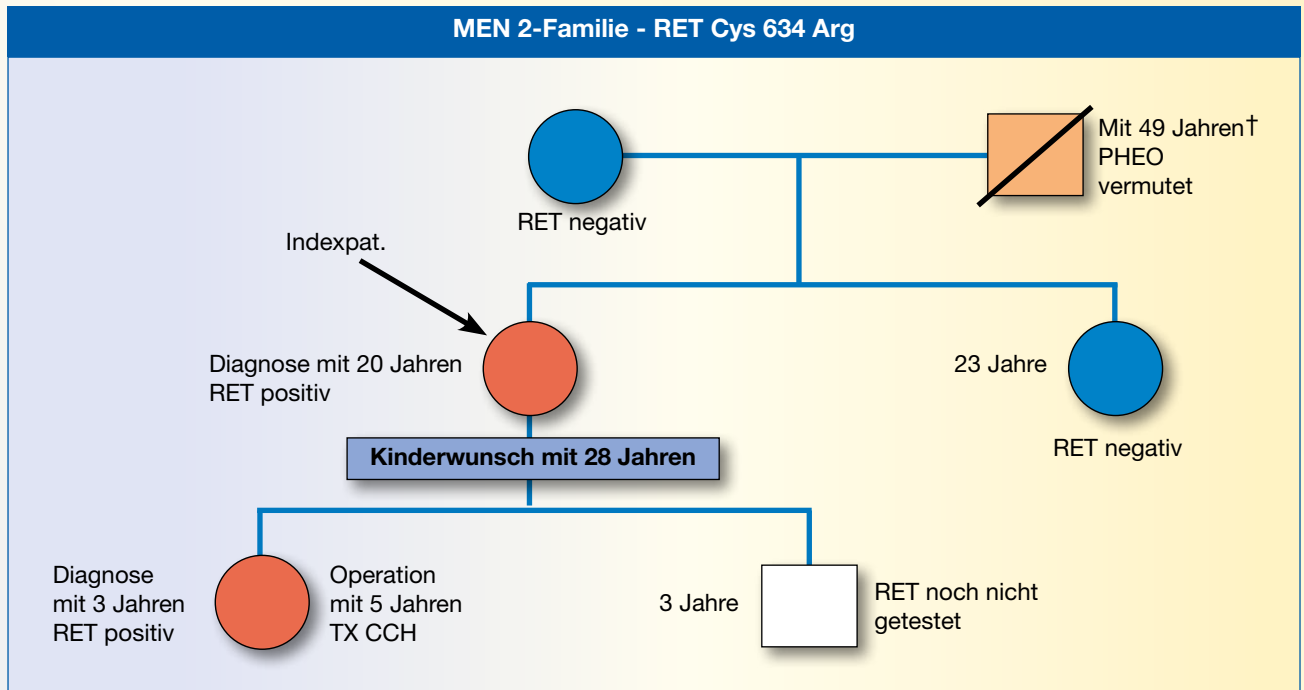 MEN 2-Familie - RET Cys 634 Arg
Mit 49 Jahren†
PHEO
vermutet
RET negativ
Indexpat.
Diagnose mit 20 Jahren
RET positiv
23 Jahre
RET negativ
Kinderwunsch mit 28 Jahren
Diagnose
mit 3 Jahren
RET positiv
Operation
mit 5 Jahren
TX CCH
3 Jahre
RET noch nicht
getestet